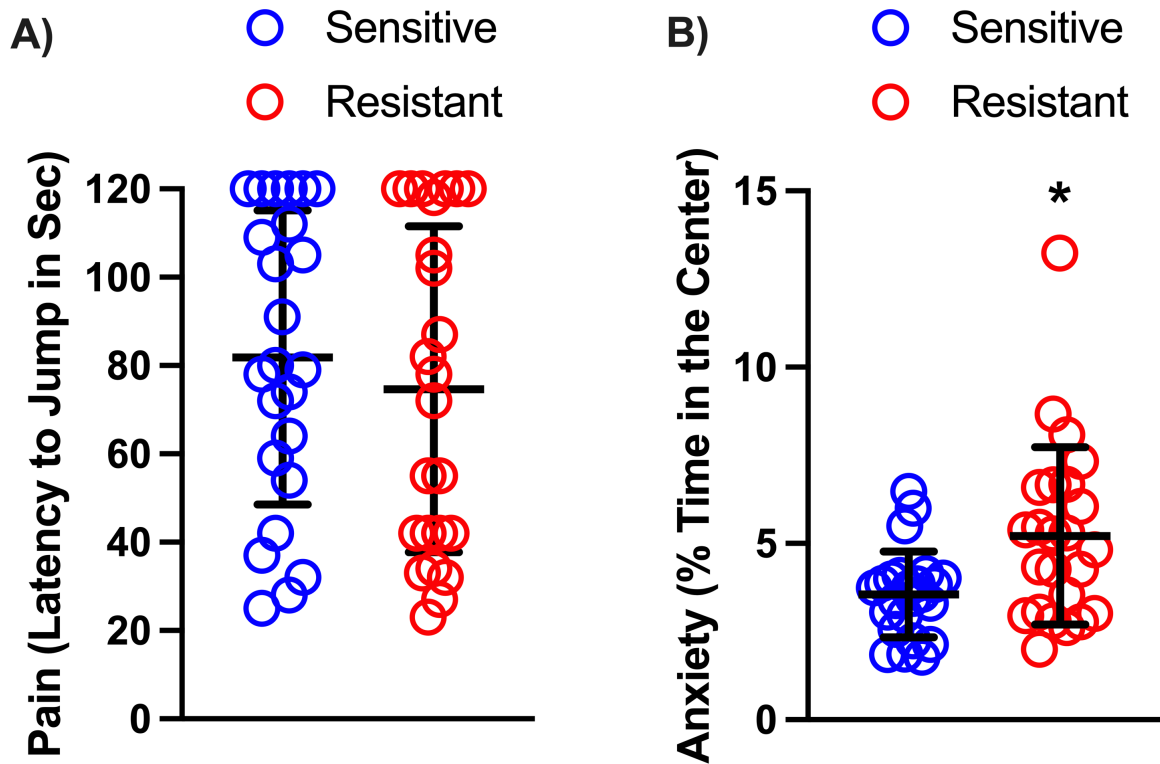 A)
Sensitive
Resistant
Pain (Latency to Jump in Sec)
120
100
80
60
40
20
0
B)
Sensitive
Resistant
Anxiety (% Time in the Center)
15
10
5
0
*